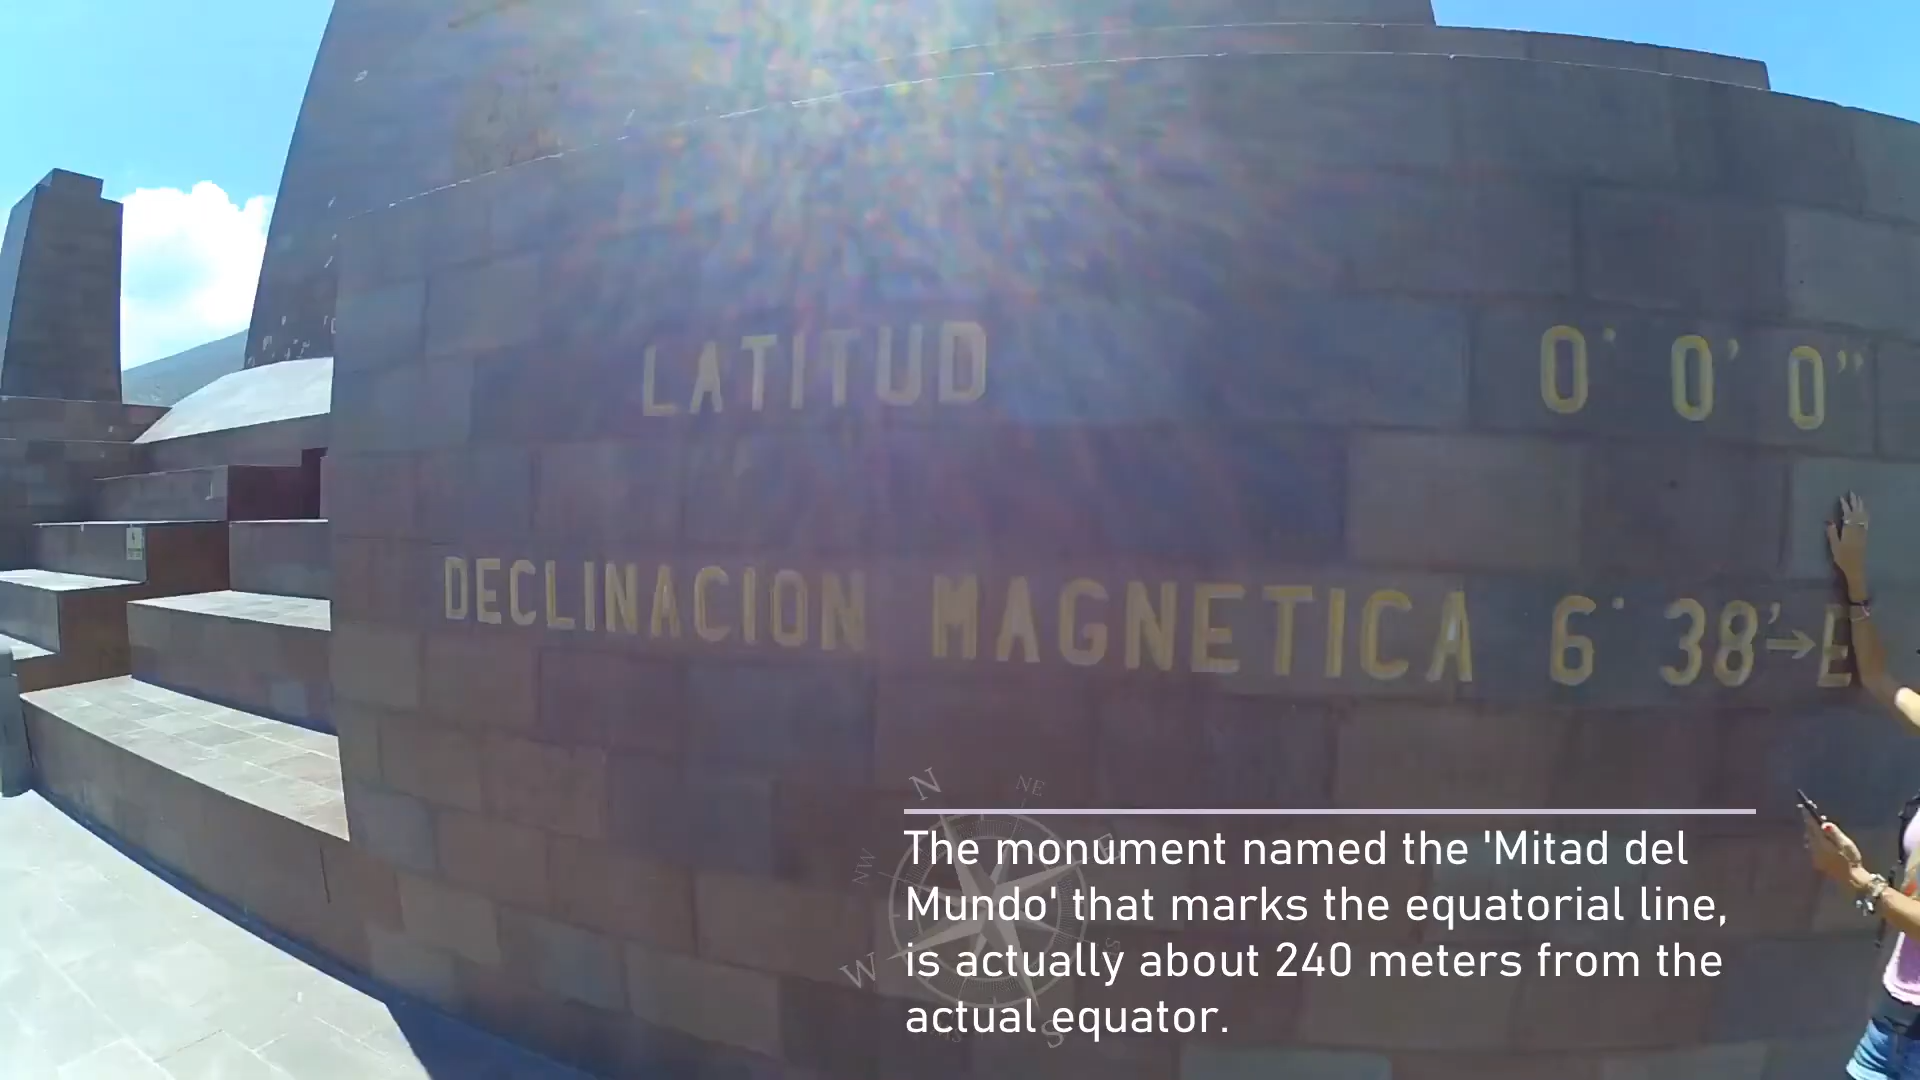 LATITUD 0° 0' 0''
DECLINACION MAGNETICA 6° 38'→E
N
NE
E
NW
W
S
The monument named the 'Mitad del
Mundo' that marks the equatorial line,
is actually about 240 meters from the
actual equator.